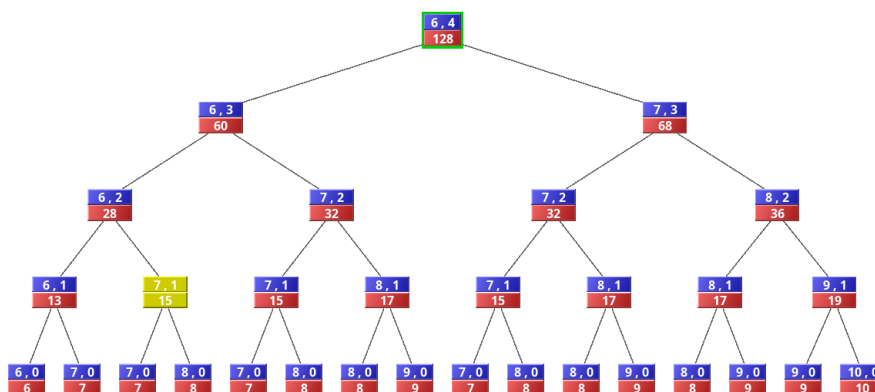 6 , 4
128
6 , 3 7 , 3
60 68
6 , 2 7 , 2 7 , 2 8 , 2
28 32 32 36
6 , 1 7 , 1 7 , 1 8 , 1 7 , 1 8 , 1 8 , 1 9 , 1
13 15 15 17 15 17 17 19
6 , 0 7 , 0 7 , 0 8 , 0 7 , 0 8 , 0 8 , 0 9 , 0 7 , 0 8 , 0 8 , 0 9 , 0 8 , 0 9 , 0 9 , 0 10 , 0
6 7 7 8 7 8 8 9 7 8 8 9 8 9 9 10